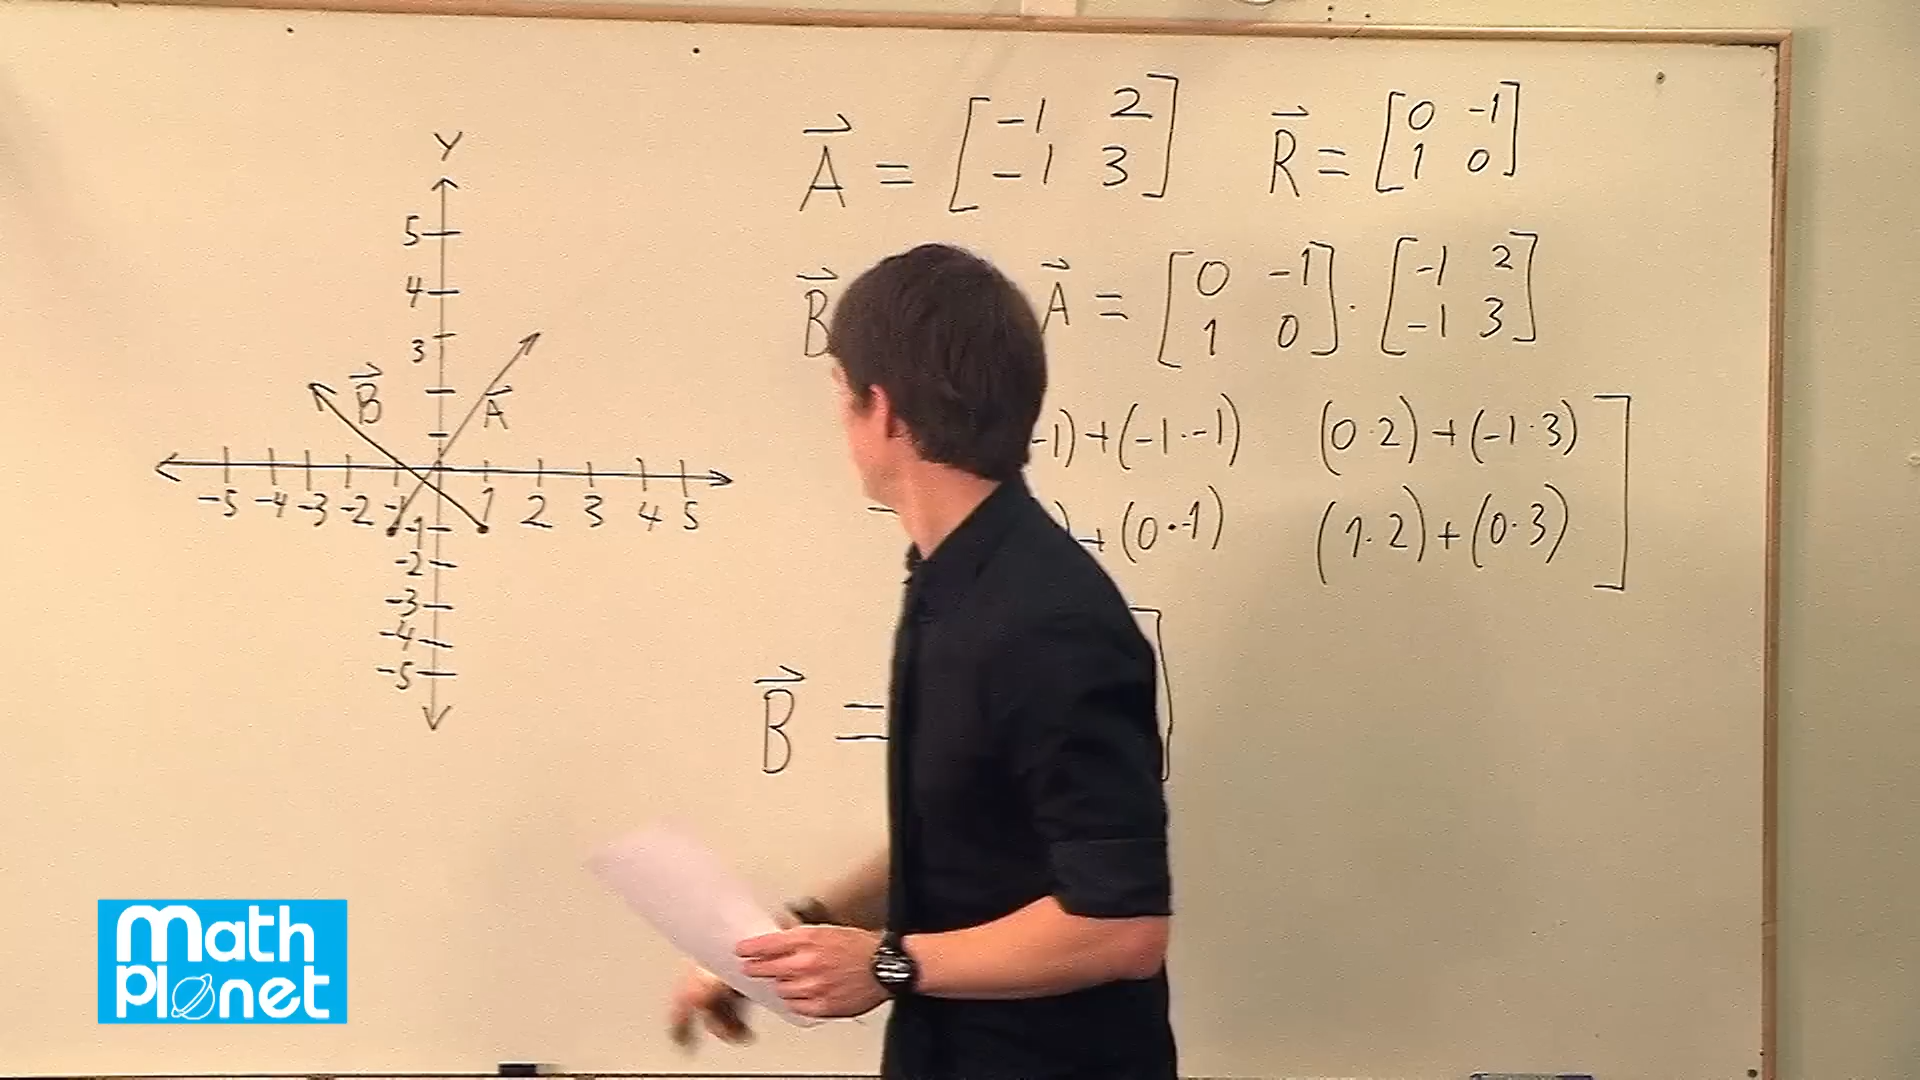 A = [-1 2
-1 3] R = [0 -1
1 0]
B A = [0 -1
1 0] · [-1 2
-1 3]
-1)+(-1·-1) (0·2)+(-1·3)
)+(0·-1) (1·2)+(0·3)]
B =
Y
5
4
3
B
A
-5 -4 -3 -2 -1 1 2 3 4 5
-1
-2
-3
-4
-5
Math
Planet